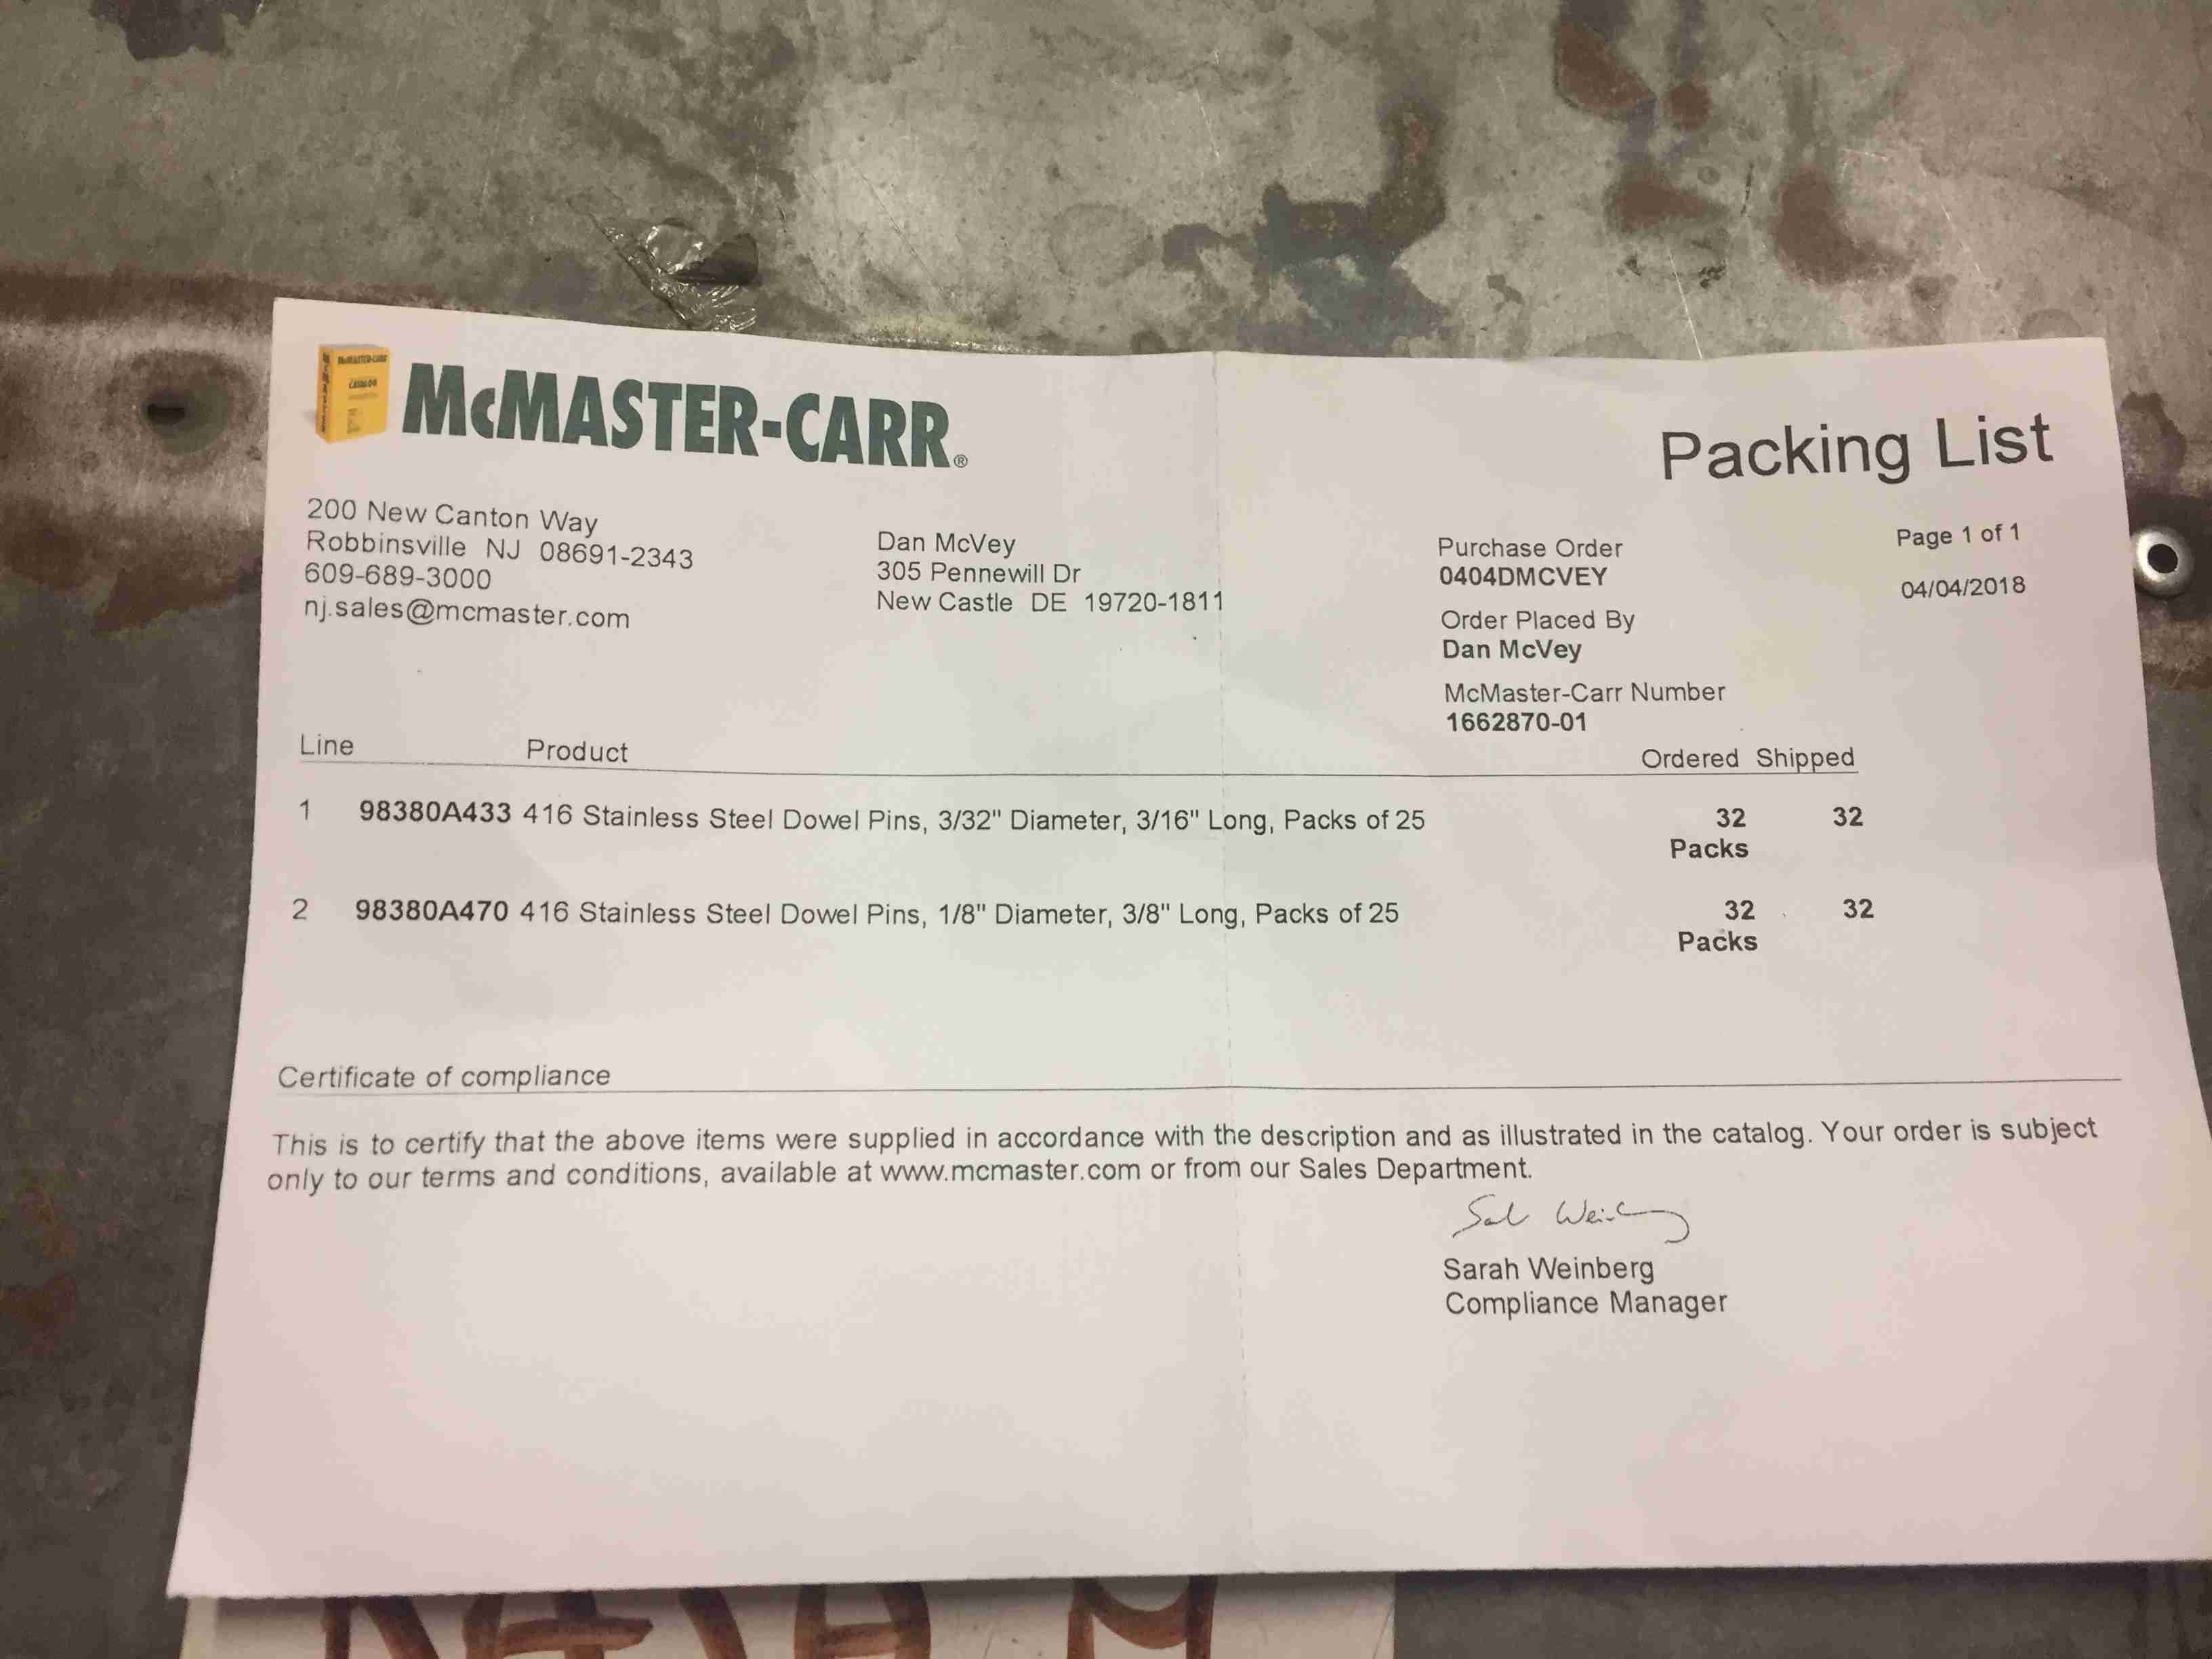 McMASTER-CARR
CATALOG
McMASTER-CARR®
Packing List
200 New Canton Way
Robbinsville NJ 08691-2343
609-689-3000
nj.sales@mcmaster.com
Dan McVey
305 Pennewill Dr
New Castle DE 19720-1811
Purchase Order
0404DMCVEY
Order Placed By
Dan McVey
McMaster-Carr Number
1662870-01
Page 1 of 1
04/04/2018
Line Product Ordered Shipped
1 98380A433 416 Stainless Steel Dowel Pins, 3/32" Diameter, 3/16" Long, Packs of 25 32 32
Packs
2 98380A470 416 Stainless Steel Dowel Pins, 1/8" Diameter, 3/8" Long, Packs of 25 32 32
Packs
Certificate of compliance
This is to certify that the above items were supplied in accordance with the description and as illustrated in the catalog. Your order is subject
only to our terms and conditions, available at www.mcmaster.com or from our Sales Department.
Sarah Weinberg
Compliance Manager